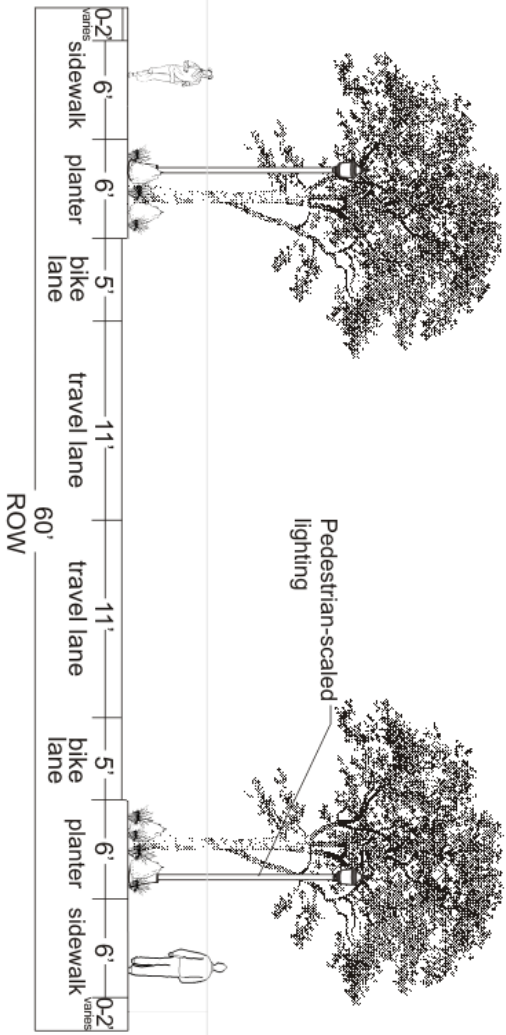 Pedestrian-scaled
lighting
0-2'
varies
6'
sidewalk
6'
planter
5'
bike
lane
11'
travel lane
11'
travel lane
5'
bike
lane
6'
planter
6'
sidewalk
0-2'
varies
60'
ROW